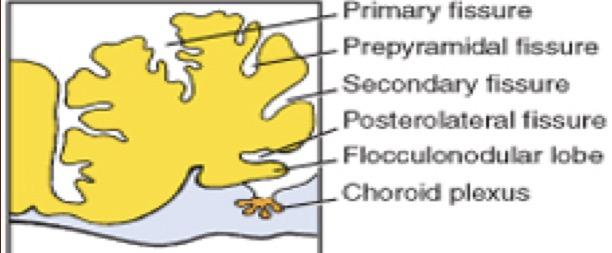 Primary fissure
Prepyramidal fissure
Secondary fissure
Posterolateral fissure
Flocculonodular lobe
Choroid plexus